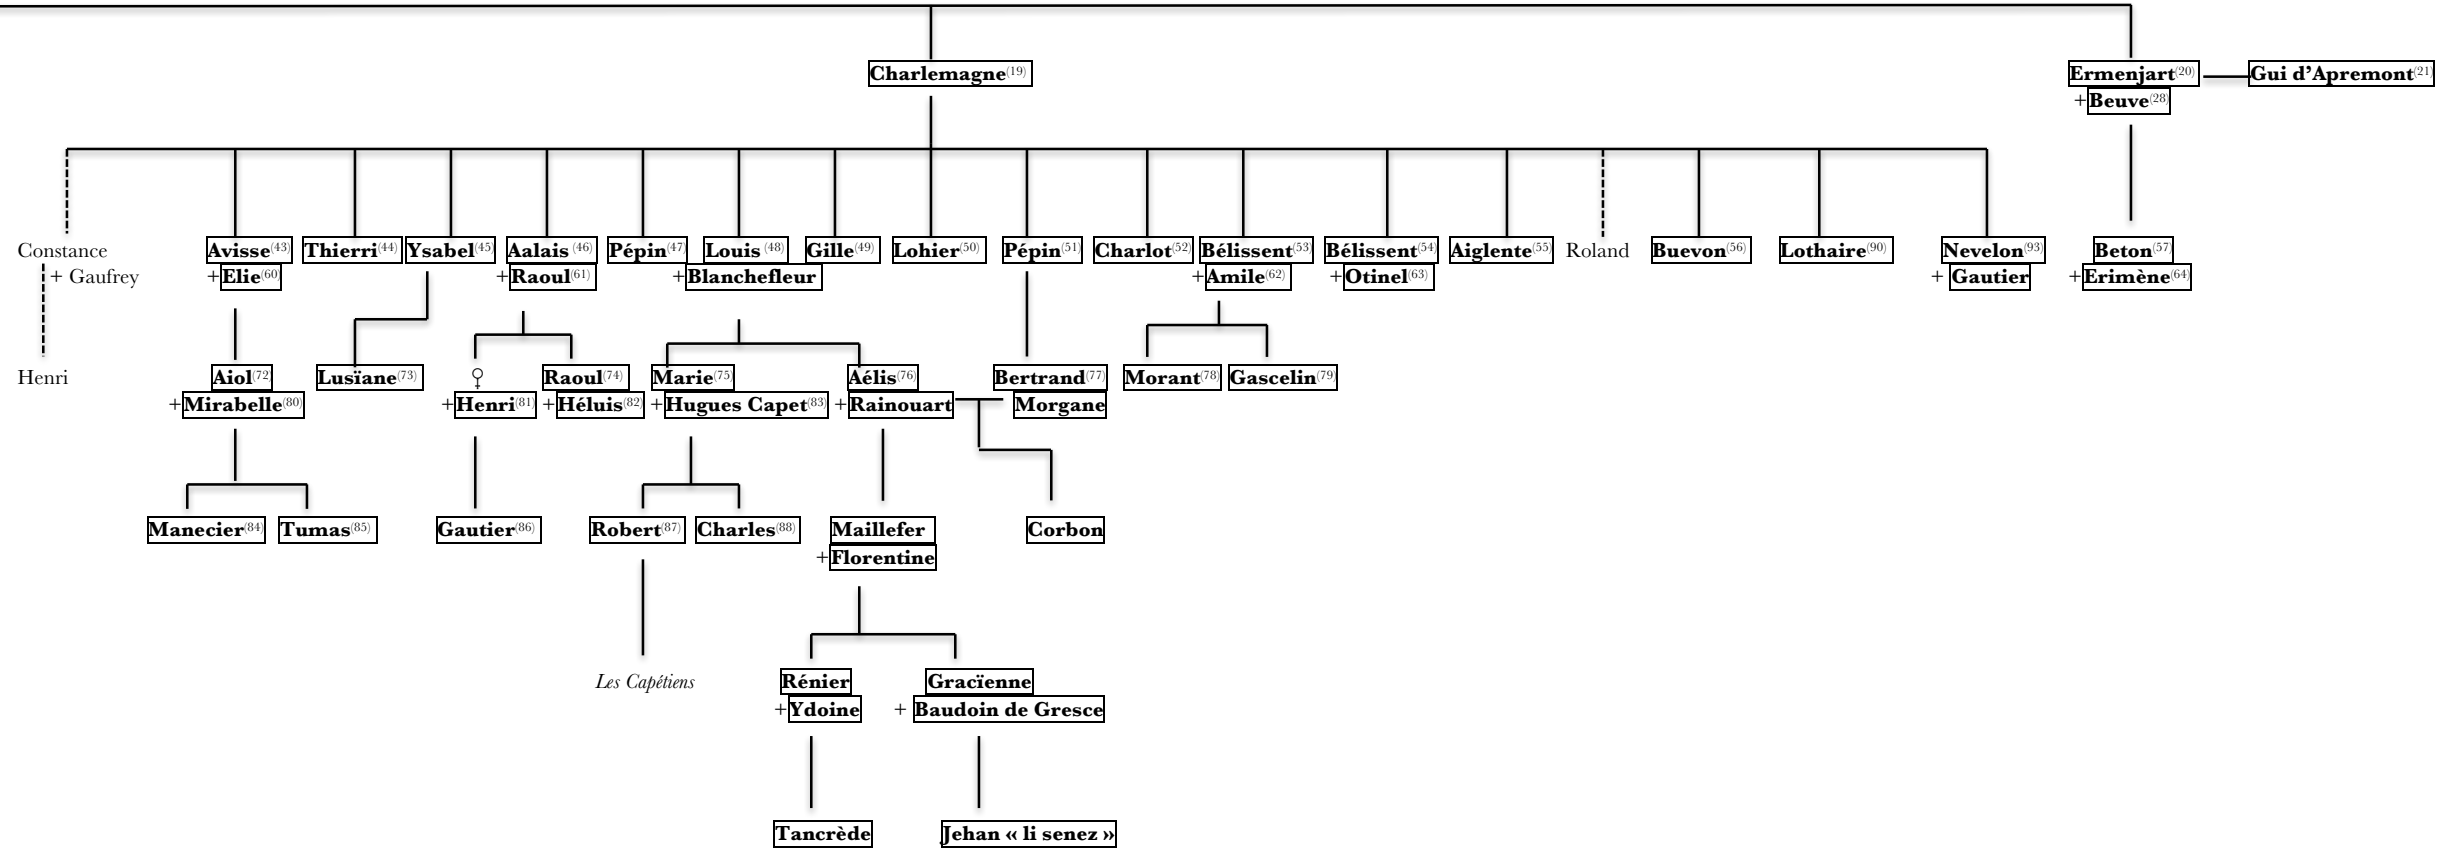 Charlemagne(19) Ermenjart(20) Gui d’Apremont(21)
+Beuve(28)
Constance Avisse(43) Thierri(44) Ysabel(45) Aalais (46) Pépin(47) Louis (48) Gille(49) Lohier(50) Pépin(51) Charlot(52) Bélissent(53) Bélissent(54) Aiglente(55) Roland Buevon(56) Lothaire(90) Nevelon(93) Beton(57)
+ Gaufrey +Elie(60) +Raoul(61) +Blanchefleur +Amile(62) +Otinel(63) + Gautier +Erimène(64)
Henri Aiol(72) Lusïane(73) ♀ Raoul(74) Marie(75) Aélis(76) Bertrand(77) Morant(78) Gascelin(79)
+Mirabelle(80) +Henri(81) +Héluis(82) +Hugues Capet(83) +Rainouart Morgane
Manecier(84) Tumas(85) Gautier(86) Robert(87) Charles(88) Maillefer Corbon
+Florentine
Les Capétiens Rénier Gracïenne
+Ydoine + Baudoin de Gresce
Tancrède Jehan « li senez »